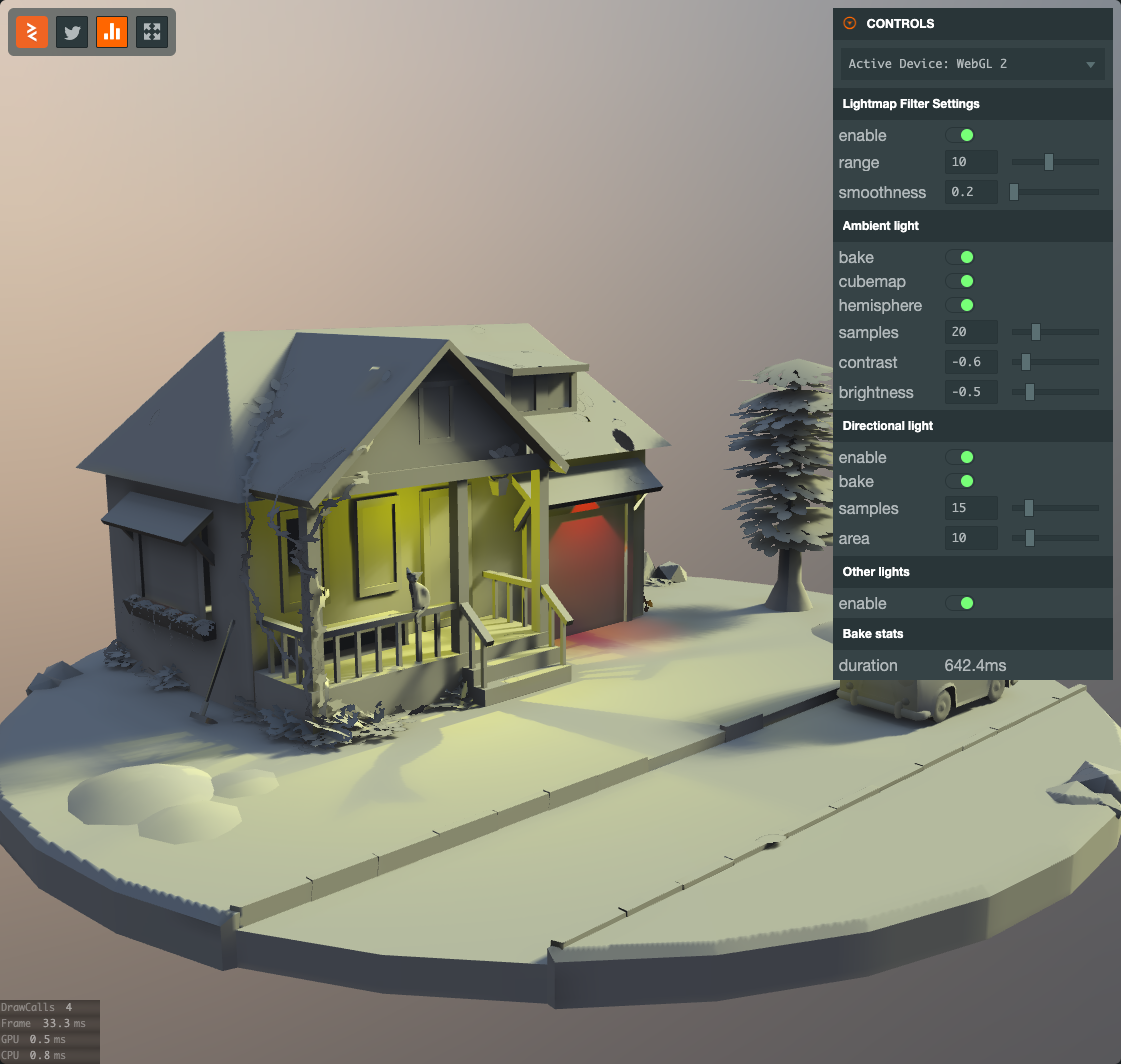 CONTROLS
Active Device: WebGL 2
Lightmap Filter Settings
enable
range 10
smoothness 0.2
Ambient light
bake
cubemap
hemisphere
samples 20
contrast -0.6
brightness -0.5
Directional light
enable
bake
samples 15
area 10
Other lights
enable
Bake stats
duration 642.4ms
DrawCalls 4
Frame 33.3 ms
GPU 0.5 ms
CPU 0.8 ms